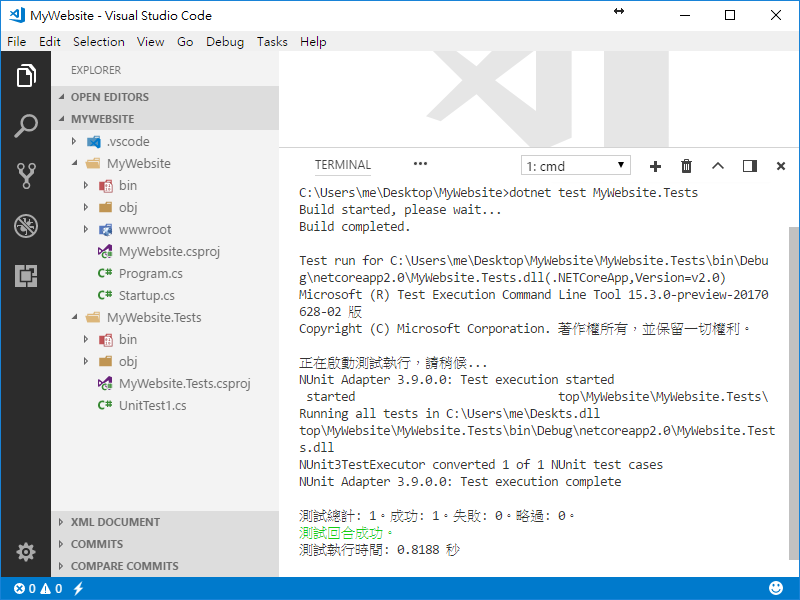 MyWebsite - Visual Studio Code
File Edit Selection View Go Debug Tasks Help
EXPLORER
OPEN EDITORS
MYWEBSITE
.vscode
MyWebsite
bin
obj
wwwroot
MyWebsite.csproj
C# Program.cs
C# Startup.cs
MyWebsite.Tests
bin
obj
MyWebsite.Tests.csproj
C# UnitTest1.cs
XML DOCUMENT
COMMITS
COMPARE COMMITS
TERMINAL ••• 1: cmd
C:\Users\me\Desktop\MyWebsite>dotnet test MyWebsite.Tests
Build started, please wait...
Build completed.
Test run for C:\Users\me\Desktop\MyWebsite\MyWebsite.Tests\bin\Debu
g\netcoreapp2.0\MyWebsite.Tests.dll(.NETCoreApp,Version=v2.0)
Microsoft (R) Test Execution Command Line Tool 15.3.0-preview-20170
628-02 版
Copyright (C) Microsoft Corporation. 著作權所有，並保留一切權利。
正在啟動測試執行，請稍候...
NUnit Adapter 3.9.0.0: Test execution started
started top\MyWebsite\MyWebsite.Tests\
Running all tests in C:\Users\me\Deskts.dll
top\MyWebsite\MyWebsite.Tests\bin\Debug\netcoreapp2.0\MyWebsite.Test
s.dll
NUnit3TestExecutor converted 1 of 1 NUnit test cases
NUnit Adapter 3.9.0.0: Test execution complete
測試總計: 1。成功: 1。失敗: 0。略過: 0。
測試回合成功。
測試執行時間: 0.8188 秒
0 0